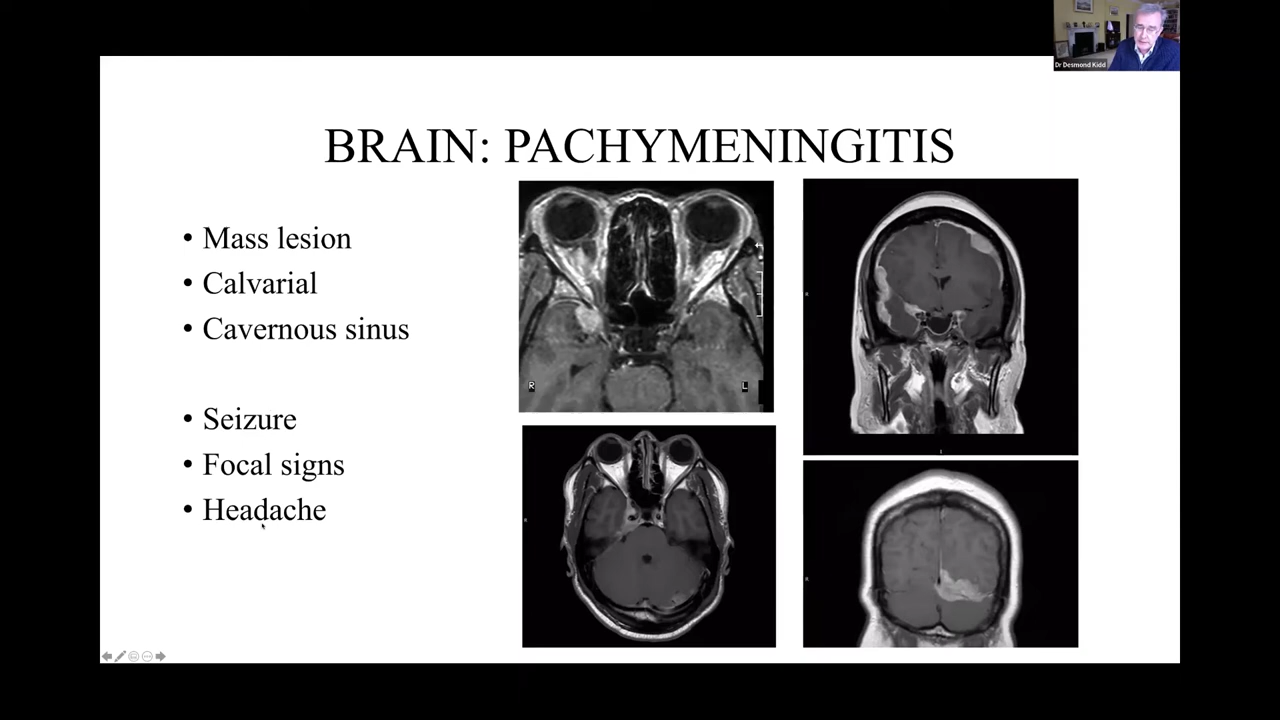 Dr Desmond Kidd
BRAIN: PACHYMENINGITIS
• Mass lesion
• Calvarial
• Cavernous sinus
• Seizure
• Focal signs
• Headache
R
L